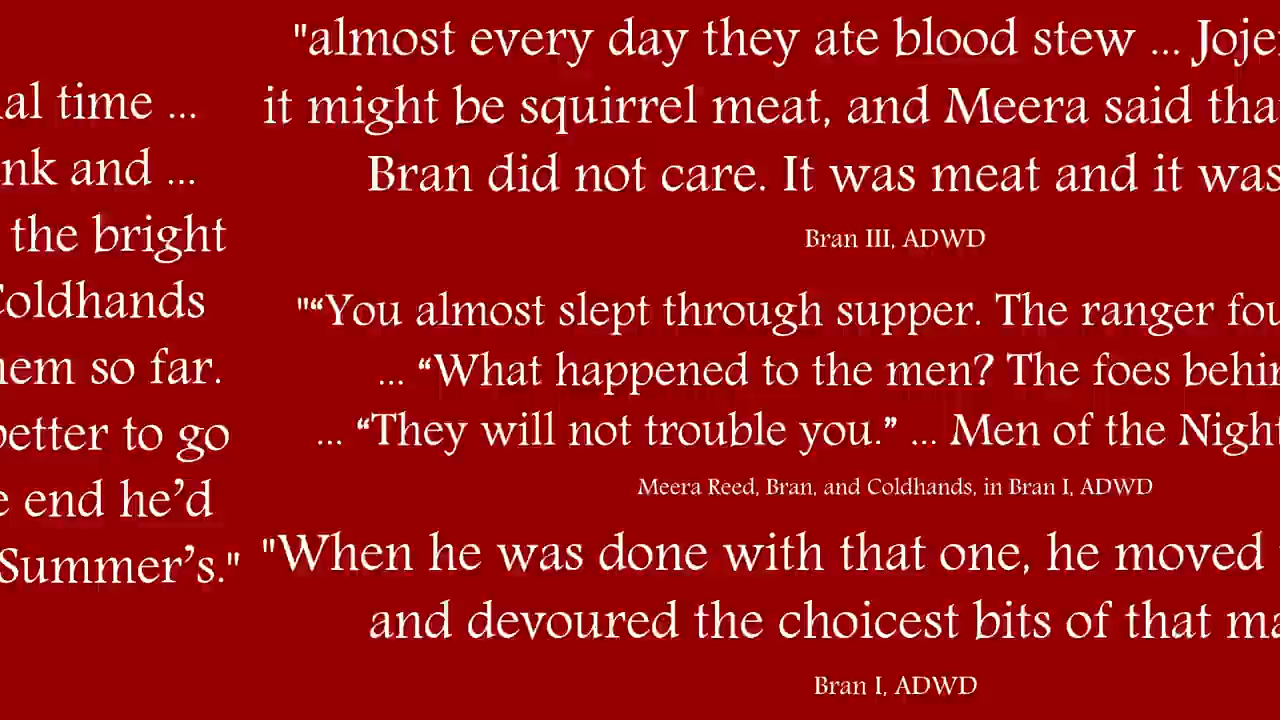 al time ...
nk and ...
the bright
Coldhands
hem so far.
better to go
e end he’d
Summer’s."
"almost every day they ate blood stew ... Joje
it might be squirrel meat, and Meera said tha
Bran did not care. It was meat and it was
Bran III, ADWD
"“You almost slept through supper. The ranger fou
... “What happened to the men? The foes behin
... “They will not trouble you.” ... Men of the Night
Meera Reed, Bran, and Coldhands, in Bran I, ADWD
"When he was done with that one, he moved
and devoured the choicest bits of that ma
Bran I, ADWD